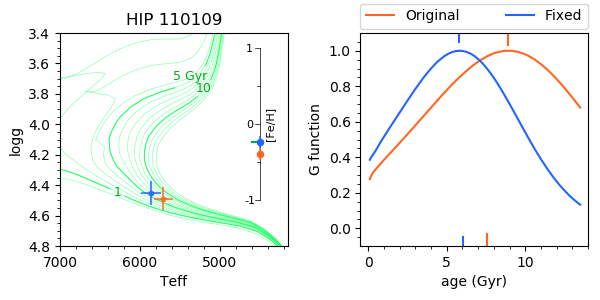 HIP 110109
Original Fixed
3.4
3.6
3.8
4.0
4.2
4.4
4.6
4.8
logg
7000 6000 5000
Teff
5 Gyr
10
1
1
0
-1
[Fe/H]
1.0
0.8
0.6
0.4
0.2
0.0
G function
0 5 10
age (Gyr)